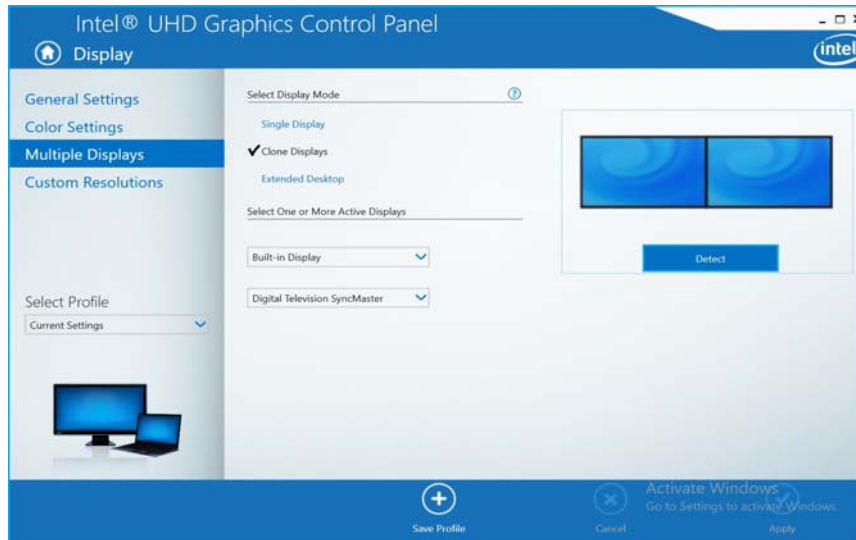 Intel® UHD Graphics Control Panel
Display
intel
General Settings
Color Settings
Multiple Displays
Custom Resolutions
Select Profile
Current Settings
Select Display Mode
?
Single Display
Clone Displays
Extended Desktop
Select One or More Active Displays
Built-in Display
Digital Television SyncMaster
Detect
Save Profile
Cancel
Apply
Activate Windows
Go to Settings to activate Windows.